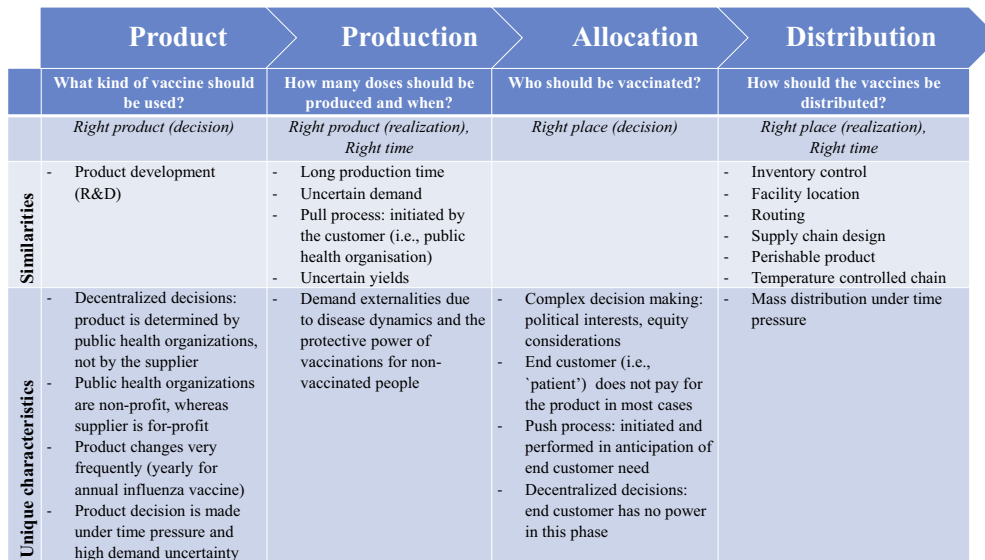 Product
Production
Allocation
Distribution
What kind of vaccine should
be used?
How many doses should be
produced and when?
Who should be vaccinated?
How should the vaccines be
distributed?
Right product (decision)
Right product (realization),
Right time
Right place (decision)
Right place (realization),
Right time
Similarities
- Product development
(R&D)
- Long production time
- Uncertain demand
- Pull process: initiated by
the customer (i.e., public
health organisation)
- Uncertain yields
- Inventory control
- Facility location
- Routing
- Supply chain design
- Perishable product
- Temperature controlled chain
Unique characteristics
- Decentralized decisions:
product is determined by
public health organizations,
not by the supplier
- Public health organizations
are non-profit, whereas
supplier is for-profit
- Product changes very
frequently (yearly for
annual influenza vaccine)
- Product decision is made
under time pressure and
high demand uncertainty
- Demand externalities due
to disease dynamics and the
protective power of
vaccinations for non-
vaccinated people
- Complex decision making:
political interests, equity
considerations
- End customer (i.e.,
`patient’) does not pay for
the product in most cases
- Push process: initiated and
performed in anticipation of
end customer need
- Decentralized decisions:
end customer has no power
in this phase
- Mass distribution under time
pressure